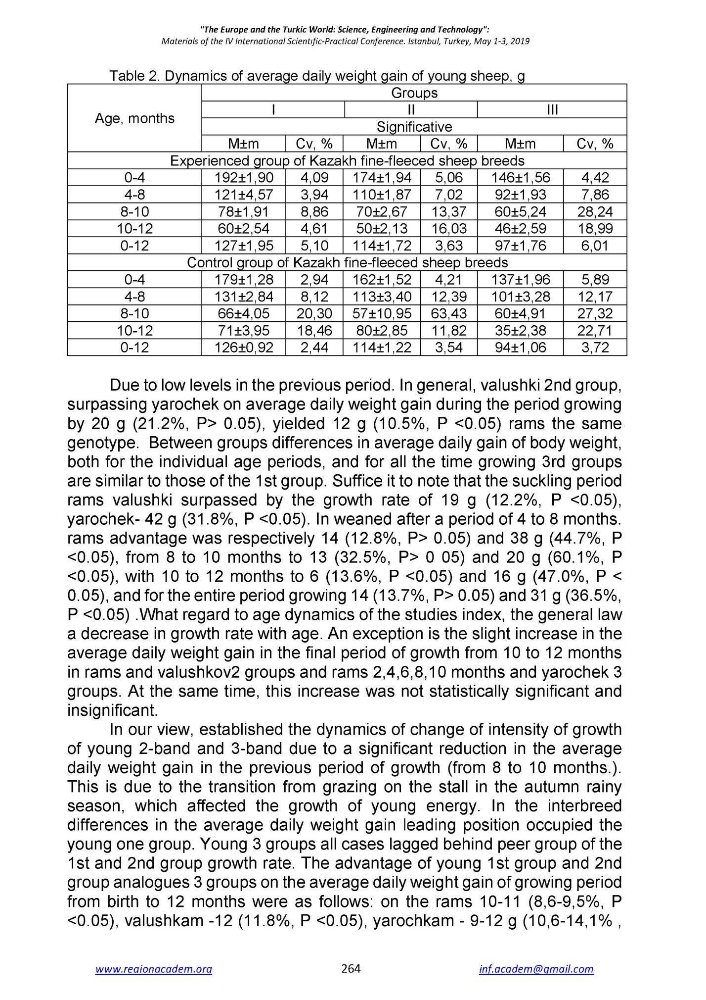 "The Europe and the Turkic World: Science, Engineering and Technology":
Materials of the IV International Scientific-Practical Conference. Istanbul, Turkey, May 1-3, 2019
Table 2. Dynamics of average daily weight gain of young sheep, g
Age, months
Groups
I II III
Significative
M±m Cv, % M±m Cv, % M±m Cv, %
Experienced group of Kazakh fine-fleeced sheep breeds
0-4 192±1,90 4,09 174±1,94 5,06 146±1,56 4,42
4-8 121±4,57 3,94 110±1,87 7,02 92±1,93 7,86
8-10 78±1,91 8,86 70±2,67 13,37 60±5,24 28,24
10-12 60±2,54 4,61 50±2,13 16,03 46±2,59 18,99
0-12 127±1,95 5,10 114±1,72 3,63 97±1,76 6,01
Control group of Kazakh fine-fleeced sheep breeds
0-4 179±1,28 2,94 162±1,52 4,21 137±1,96 5,89
4-8 131±2,84 8,12 113±3,40 12,39 101±3,28 12,17
8-10 66±4,05 20,30 57±10,95 63,43 60±4,91 27,32
10-12 71±3,95 18,46 80±2,85 11,82 35±2,38 22,71
0-12 126±0,92 2,44 114±1,22 3,54 94±1,06 3,72
Due to low levels in the previous period. In general, valushki 2nd group,
surpassing yarochek on average daily weight gain during the period growing
by 20 g (21.2%, P> 0.05), yielded 12 g (10.5%, P <0.05) rams the same
genotype. Between groups differences in average daily gain of body weight,
both for the individual age periods, and for all the time growing 3rd groups
are similar to those of the 1st group. Suffice it to note that the suckling period
rams valushki surpassed by the growth rate of 19 g (12.2%, P <0.05),
yarochek- 42 g (31.8%, P <0.05). In weaned after a period of 4 to 8 months.
rams advantage was respectively 14 (12.8%, P> 0.05) and 38 g (44.7%, P
<0.05), from 8 to 10 months to 13 (32.5%, P> 0 05) and 20 g (60.1%, P
<0.05), with 10 to 12 months to 6 (13.6%, P <0.05) and 16 g (47.0%, P <
0.05), and for the entire period growing 14 (13.7%, P> 0.05) and 31 g (36.5%,
P <0.05) .What regard to age dynamics of the studies index, the general law
a decrease in growth rate with age. An exception is the slight increase in the
average daily weight gain in the final period of growth from 10 to 12 months
in rams and valushkov2 groups and rams 2,4,6,8,10 months and yarochek 3
groups. At the same time, this increase was not statistically significant and
insignificant.
In our view, established the dynamics of change of intensity of growth
of young 2-band and 3-band due to a significant reduction in the average
daily weight gain in the previous period of growth (from 8 to 10 months.).
This is due to the transition from grazing on the stall in the autumn rainy
season, which affected the growth of young energy. In the interbreed
differences in the average daily weight gain leading position occupied the
young one group. Young 3 groups all cases lagged behind peer group of the
1st and 2nd group growth rate. The advantage of young 1st group and 2nd
group analogues 3 groups on the average daily weight gain of growing period
from birth to 12 months were as follows: on the rams 10-11 (8,6-9,5%, P
<0.05), valushkam -12 (11.8%, P <0.05), yarochkam - 9-12 g (10,6-14,1% ,
www.regionacadem.org 264 inf.academ@gmail.com